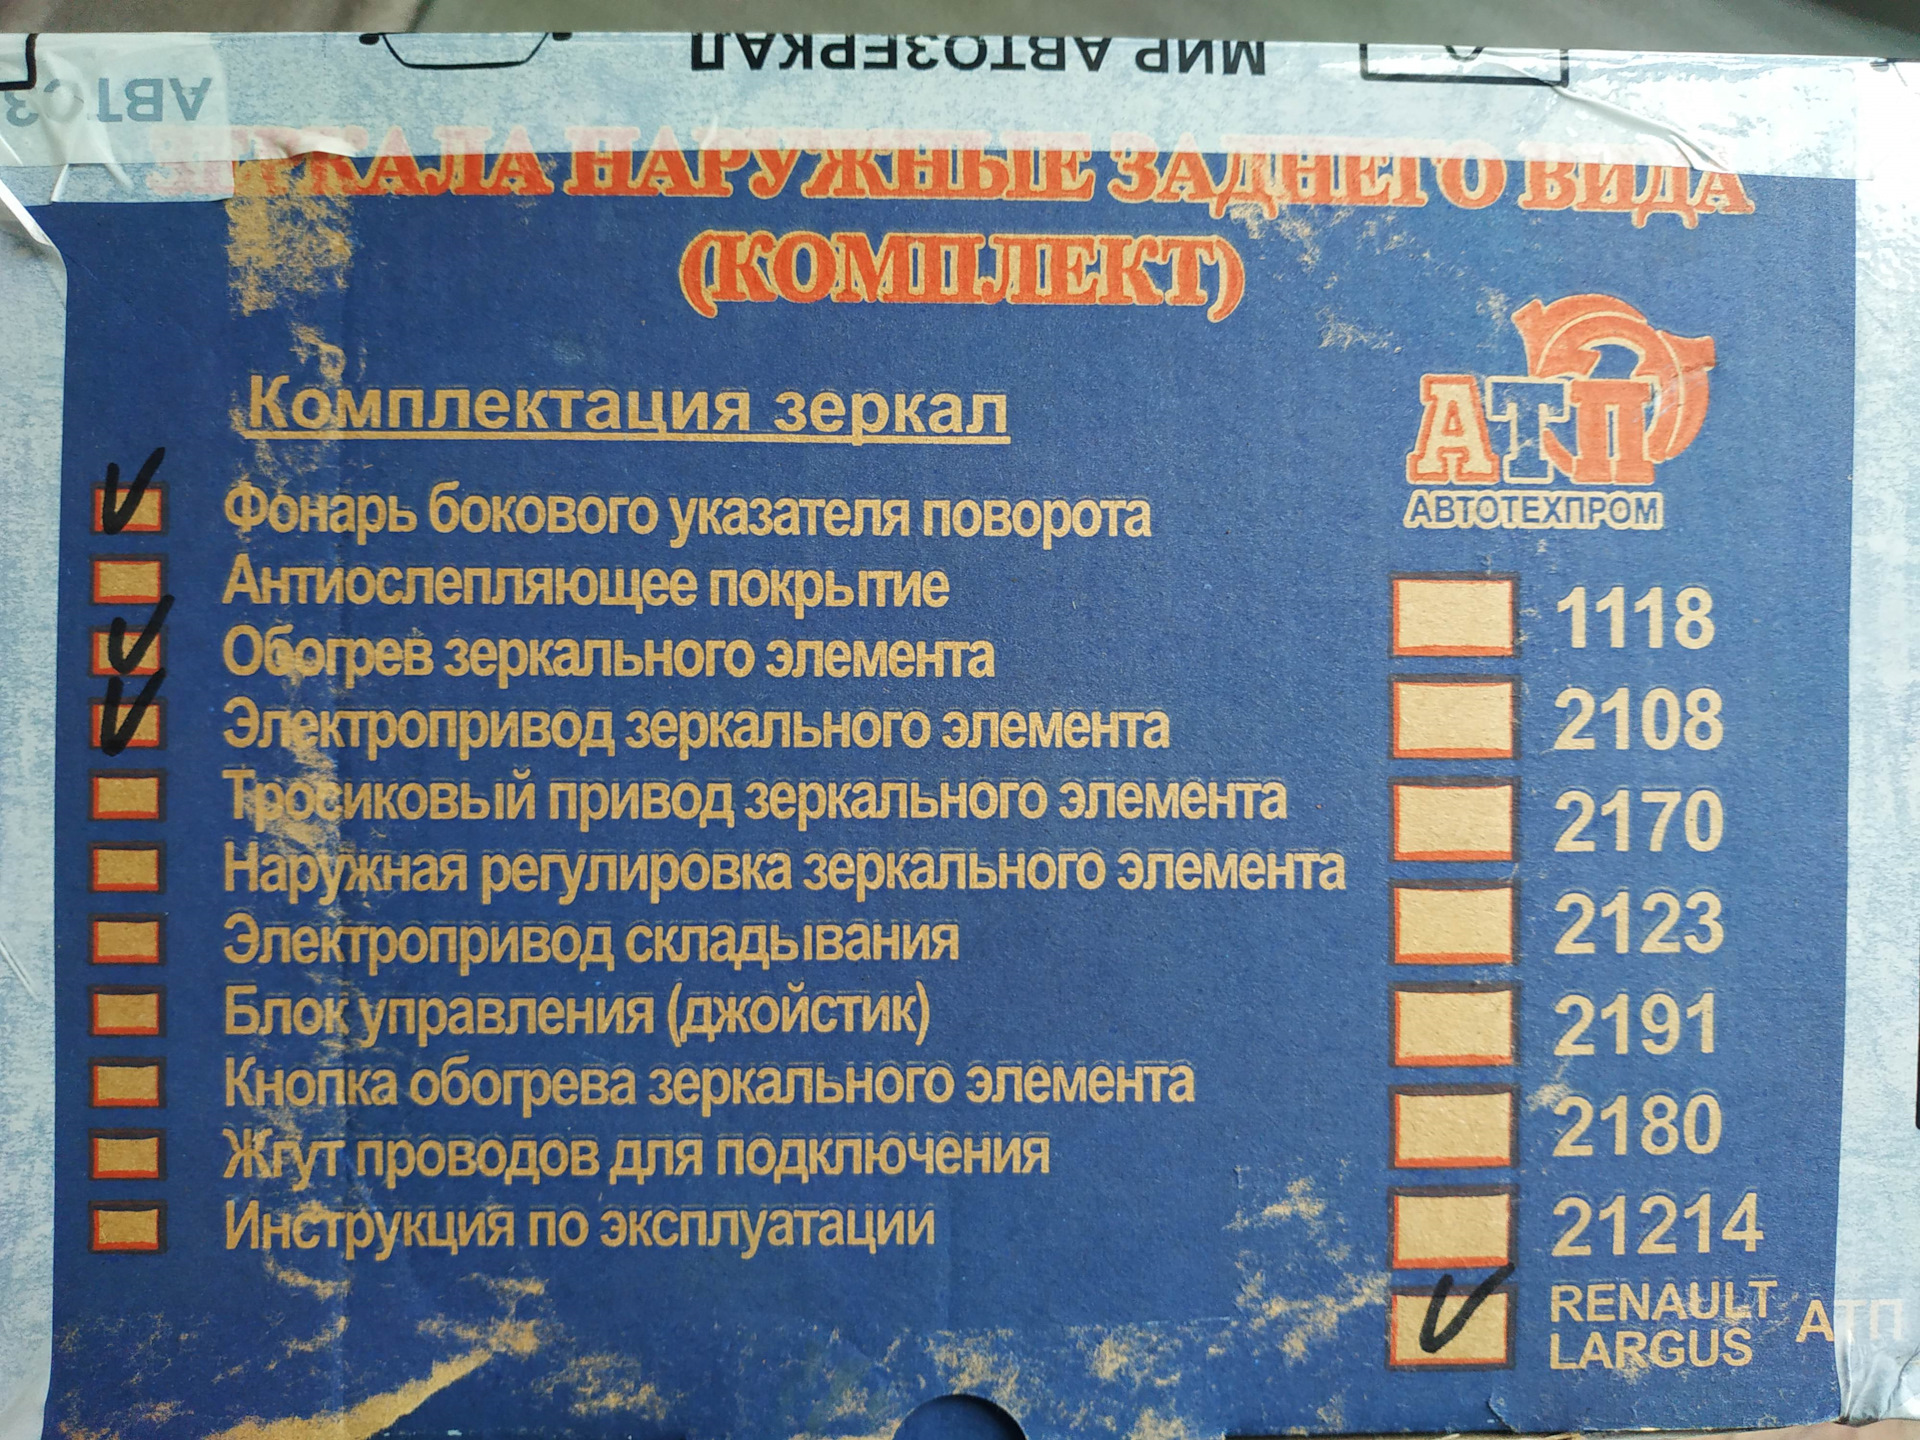 МИР АВТОЗЕРКАЛ
АВТОЗ
ЗЕРКАЛА НАРУЖНЫЕ ЗАДНЕГО ВИДА
(КОМПЛЕКТ)
Комплектация зеркал
АТП
АВТОТЕХПРОМ
Фонарь бокового указателя поворота
Антиослепляющее покрытие
Обогрев зеркального элемента
Электропривод зеркального элемента
Тросиковый привод зеркального элемента
Наружная регулировка зеркального элемента
Электропривод складывания
Блок управления (джойстик)
Кнопка обогрева зеркального элемента
Жгут проводов для подключения
Инструкция по эксплуатации
1118
2108
2170
2123
2191
2180
21214
RENAULT
LARGUS
АТП